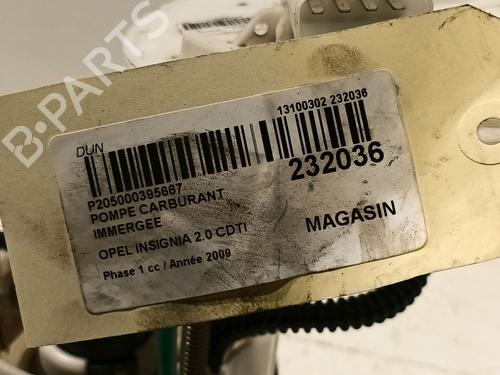 B-PARTS
DUN
13100302 232036
P205000395667
232036
POMPE CARBURANT
IMMERGEE
MAGASIN
OPEL INSIGNIA 2.0 CDTI
Phase 1 cc / Année 2009